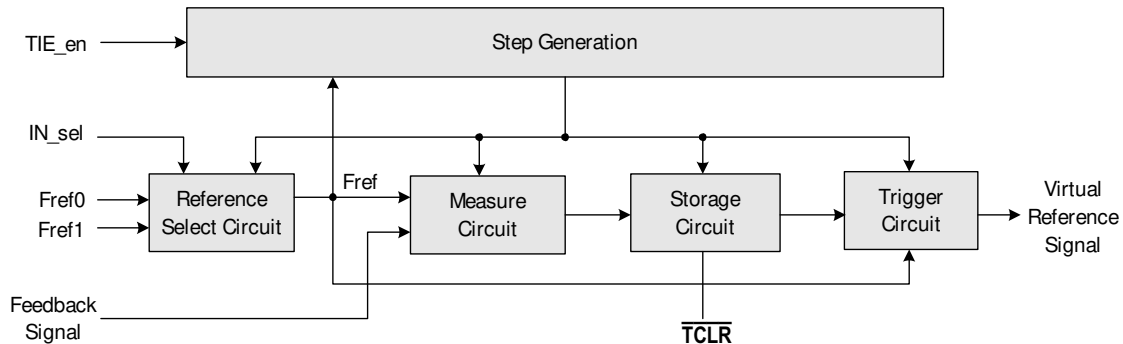 Step Generation
TIE_en
IN_sel
Fref0
Fref1
Reference
Select Circuit
Fref
Measure
Circuit
Storage
Circuit
Trigger
Circuit
Virtual
Reference
Signal
Feedback
Signal
TCLR